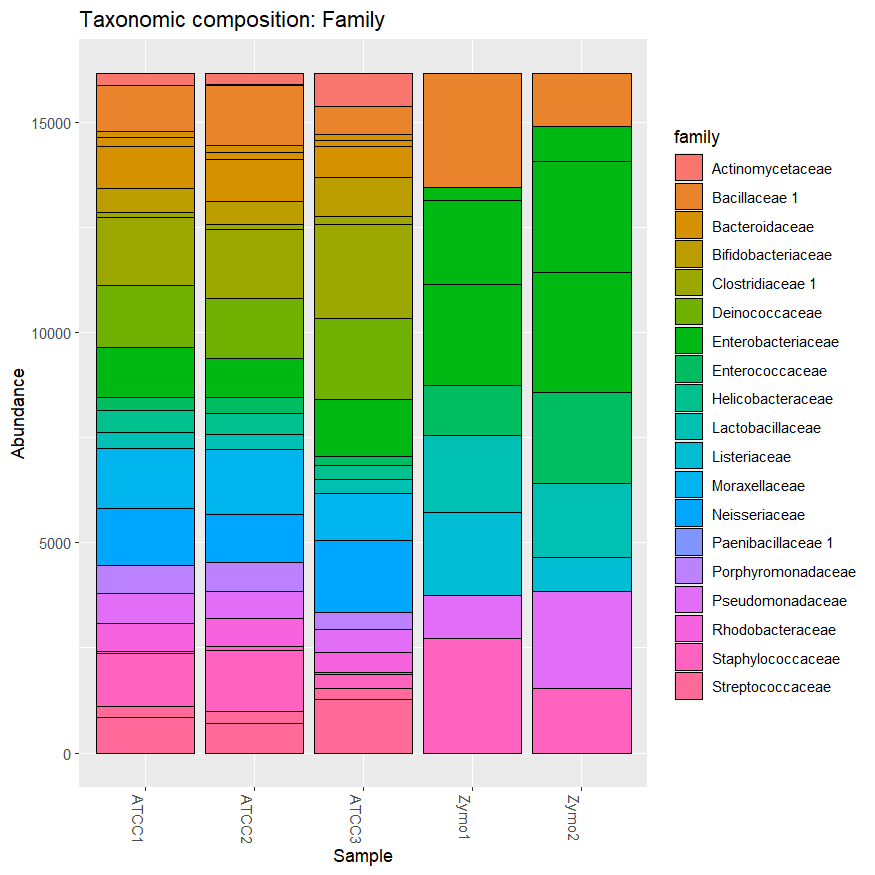 Taxonomic composition: Family
Abundance
15000
10000
5000
0
ATCC1
ATCC2
ATCC3
Zymo1
Zymo2
Sample
family
Actinomycetaceae
Bacillaceae 1
Bacteroidaceae
Bifidobacteriaceae
Clostridiaceae 1
Deinococcaceae
Enterobacteriaceae
Enterococcaceae
Helicobacteraceae
Lactobacillaceae
Listeriaceae
Moraxellaceae
Neisseriaceae
Paenibacillaceae 1
Porphyromonadaceae
Pseudomonadaceae
Rhodobacteraceae
Staphylococcaceae
Streptococcaceae